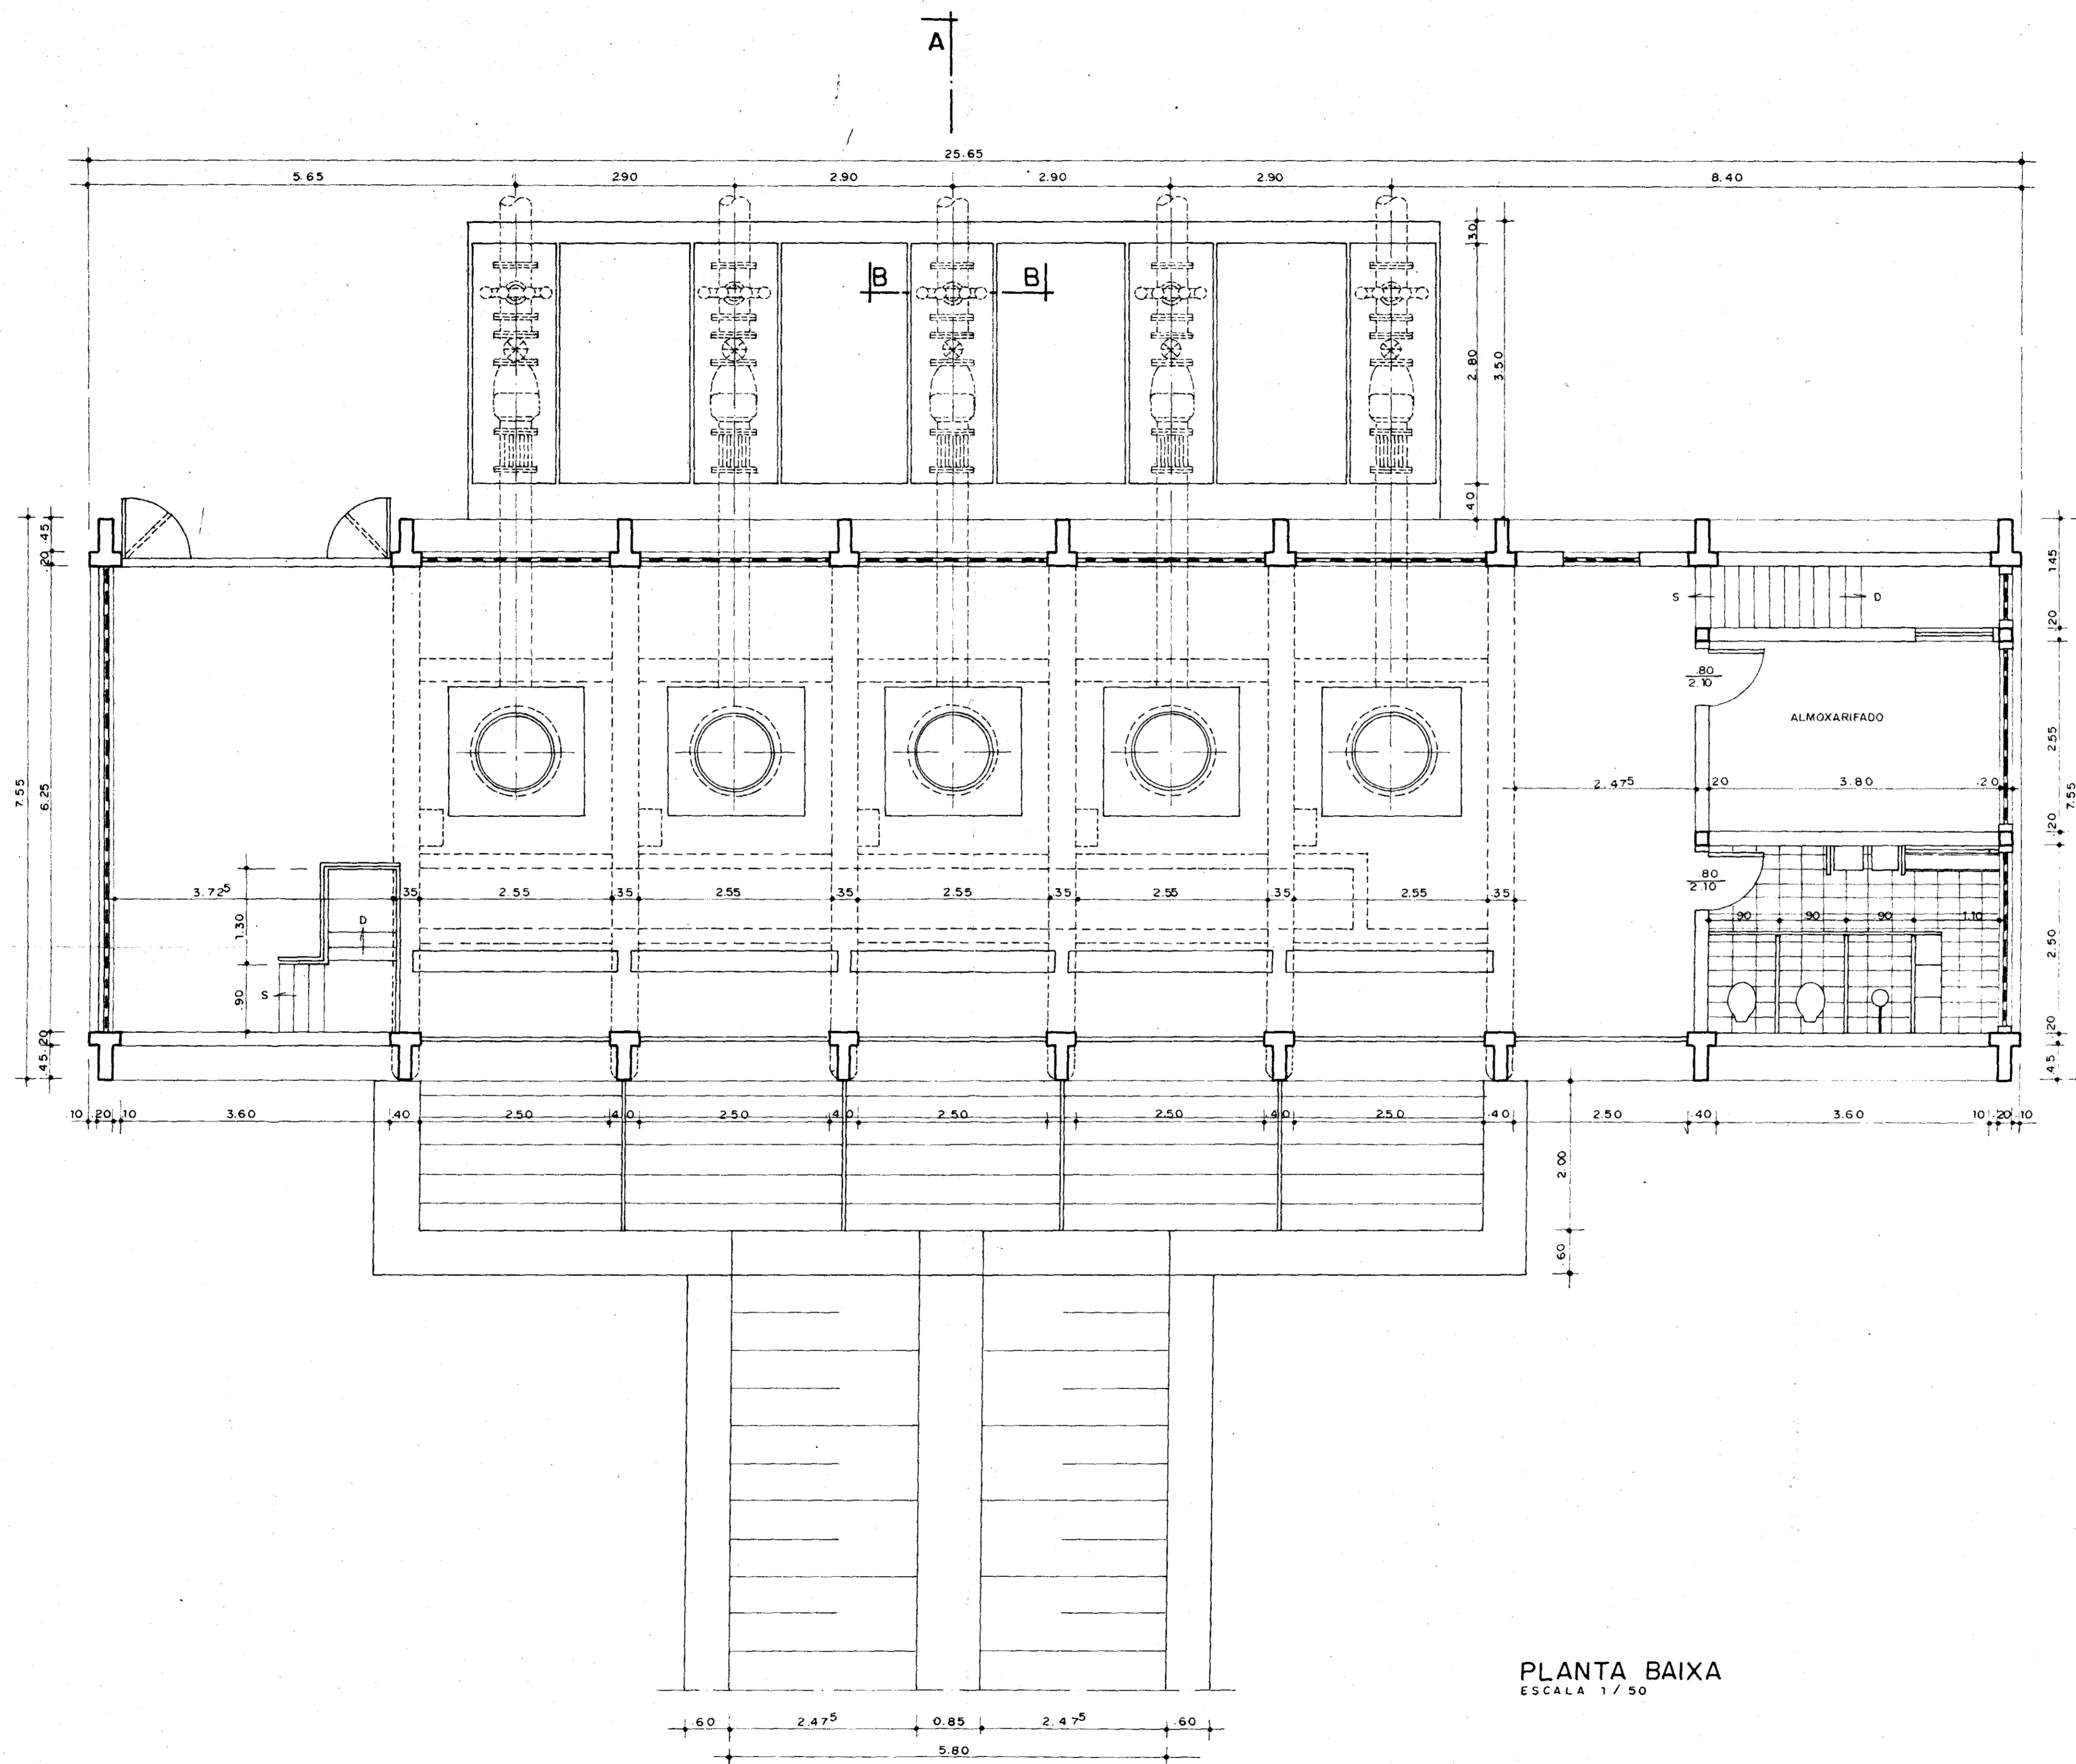 A
25.65
5.65 2.90 2.90 2.90 2.90 8.40
.30
B B
2.80 3.50
.40
.45 .20
1.45
S D
.20
.80
2.10
ALMOXARIFADO
2.55
7.55 6.25
2.47⁵ .20 3.80 .20
7.55
.20
.80
2.10
3.72⁵ .35 2.55 .35 2.55 .35 2.55 .35 2.55 .35 2.55 .35
D
1.30
.90 .90 .90 1.10
2.50
.90
S
.20
.20
.45
.45
.10 .20 .10 3.60 .40 2.50 .40 2.50 .40 2.50 .40 2.50 .40 2.50 .40 2.50 .40 3.60 .10 .20 .10
2.00
.60
PLANTA BAIXA
ESCALA 1/50
.60 2.47⁵ 0.85 2.47⁵ .60
5.80